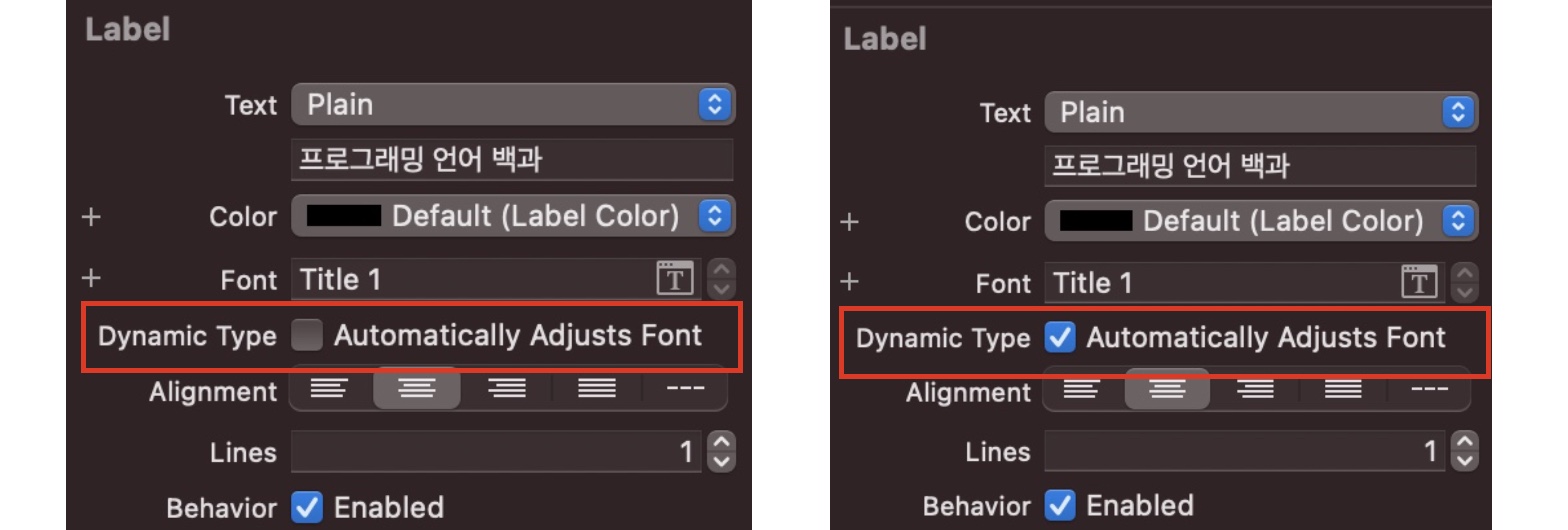 Label
Text Plain
프로그래밍 언어 백과
+ Color Default (Label Color)
+ Font Title 1 T
Dynamic Type Automatically Adjusts Font
Alignment ---
Lines 1
Behavior Enabled
Label
Text Plain
프로그래밍 언어 백과
+ Color Default (Label Color)
+ Font Title 1 T
Dynamic Type Automatically Adjusts Font
Alignment ---
Lines 1
Behavior Enabled